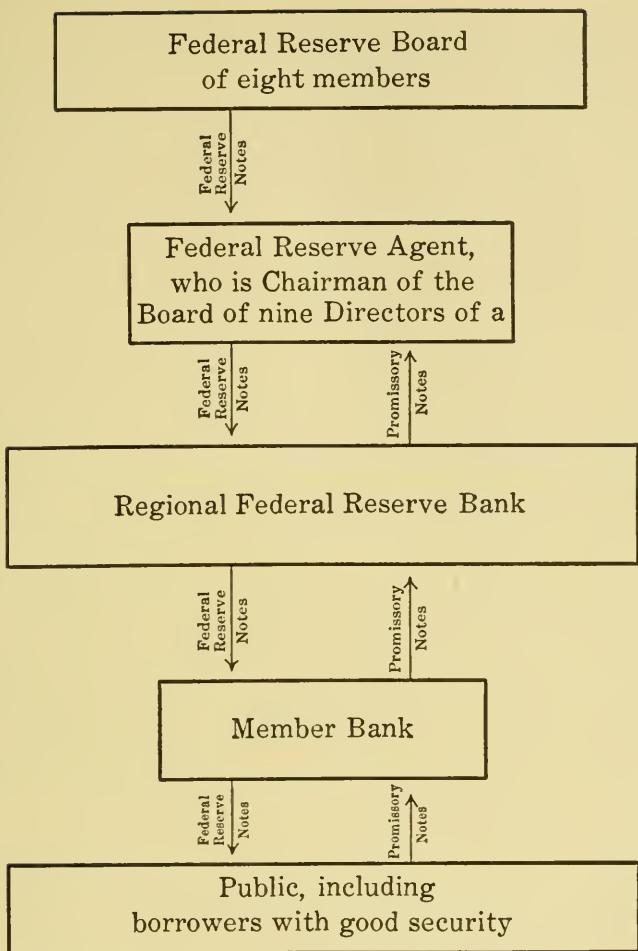 Federal Reserve Board
of eight members
Federal
Reserve
Notes
Federal Reserve Agent,
who is Chairman of the
Board of nine Directors of a
Federal
Reserve
Notes
Promissory
Notes
Regional Federal Reserve Bank
Federal
Reserve
Notes
Promissory
Notes
Member Bank
Federal
Reserve
Notes
Promissory
Notes
Public, including
borrowers with good security